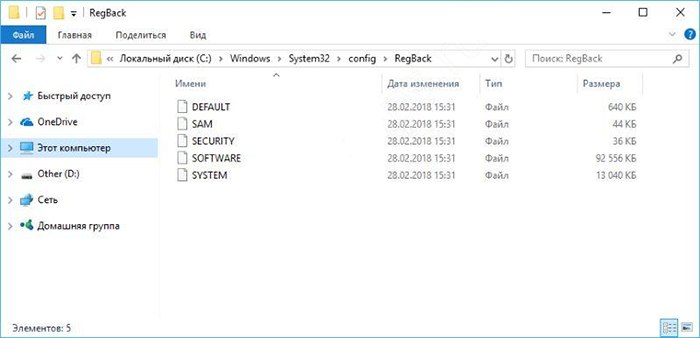 RegBack
Файл Главная Поделиться Вид
« Локальный диск (C:) > Windows > System32 > config > RegBack Поиск: RegBack
Имени Дата изменения Тип Размера
Быстрый доступ
OneDrive
Этот компьютер
Other (D:)
Сеть
Домашняя группа
DEFAULT 28.02.2018 15:31 Файл 640 КБ
SAM 28.02.2018 15:31 Файл 44 КБ
SECURITY 28.02.2018 15:31 Файл 36 КБ
SOFTWARE 28.02.2018 15:31 Файл 92 556 КБ
SYSTEM 28.02.2018 15:31 Файл 13 040 КБ
Элементов: 5